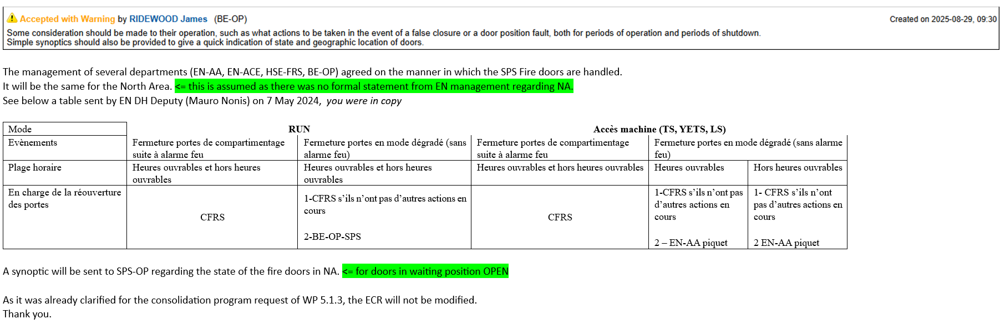 Accepted with Warning by RIDEWOOD James (BE-OP) Created on 2025-08-29, 09:30
Some consideration should be made to their operation, such as what actions to be taken in the event of a false closure or a door position fault, both for periods of operation and periods of shutdown.
Simple synoptics should also be provided to give a quick indication of state and geographic location of doors.
The management of several departments (EN-AA, EN-ACE, HSE-FRS, BE-OP) agreed on the manner in which the SPS Fire doors are handled.
It will be the same for the North Area. <= this is assumed as there was no formal statement from EN management regarding NA.
See below a table sent by EN DH Deputy (Mauro Nonis) on 7 May 2024, you were in copy
Mode
RUN
Accès machine (TS, YETS, LS)
Evènements
Fermeture portes de compartimentage
suite à alarme feu
Fermeture portes en mode dégradé (sans
alarme feu)
Fermeture portes de compartimentage
suite à alarme feu
Fermeture portes en mode dégradé (sans alarme
feu)
Plage horaire
Heures ouvrables et hors heures
ouvrables
Heures ouvrables et hors heures
ouvrables
Heures ouvrables et hors heures ouvrables
Heures ouvrables
Hors heures ouvrables
En charge de la réouverture
des portes
CFRS
1-CFRS s’ils n’ont pas d’autres actions en
cours
2-BE-OP-SPS
CFRS
1-CFRS s’ils n’ont pas
d’autres actions en
cours
2 – EN-AA piquet
1- CFRS s’ils n’ont
pas d’autres actions en
cours
2 EN-AA piquet
A synoptic will be sent to SPS-OP regarding the state of the fire doors in NA. <= for doors in waiting position OPEN
As it was already clarified for the consolidation program request of WP 5.1.3, the ECR will not be modified.
Thank you.